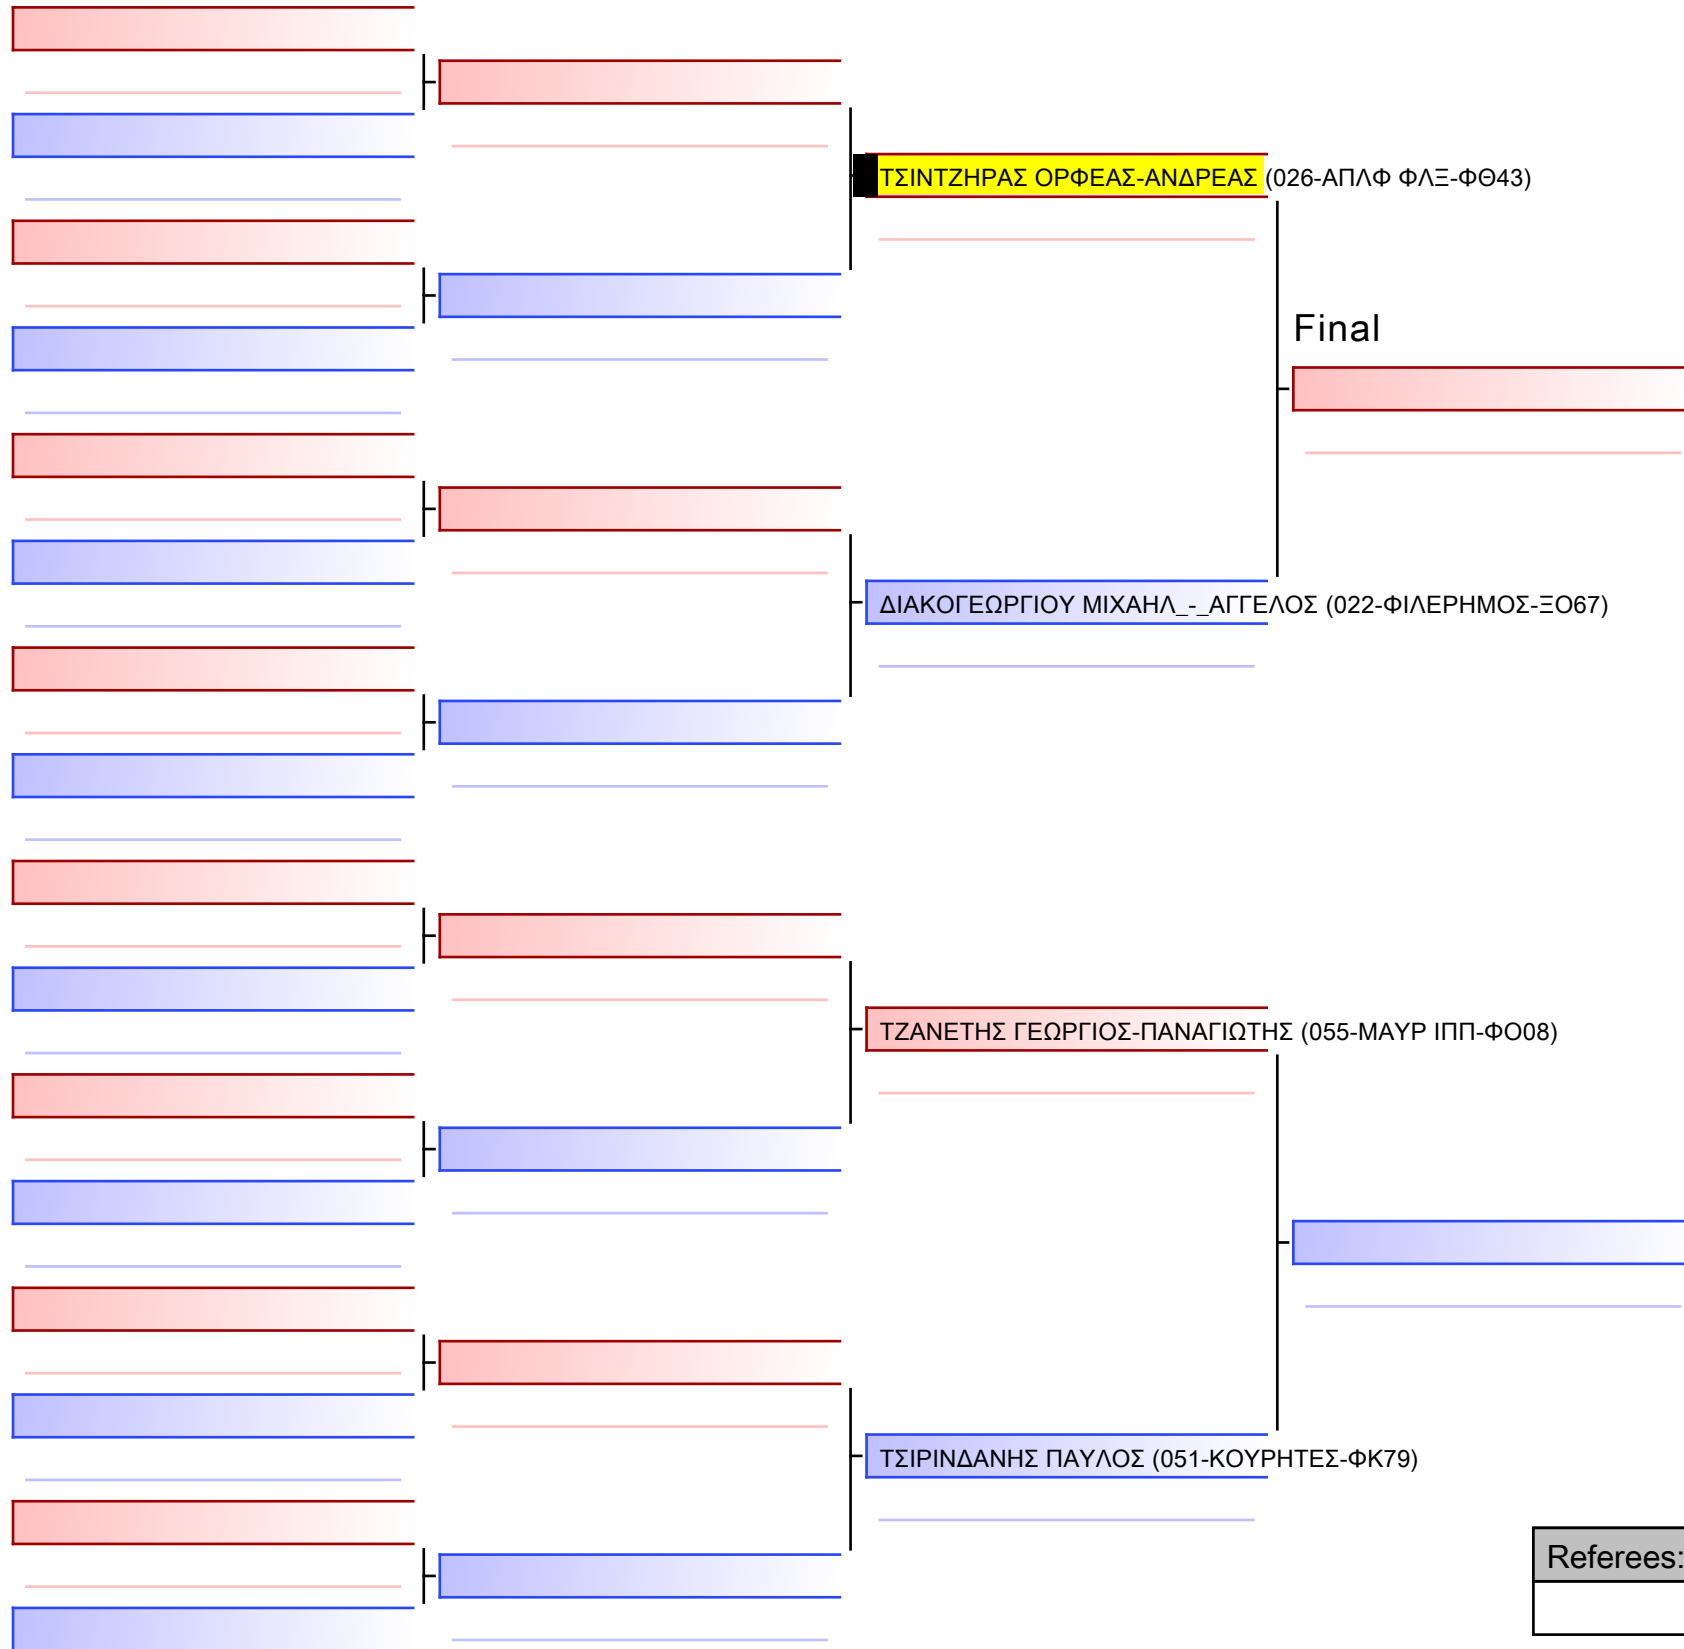 ΤΣΙΝΤΖΗΡΑΣ ΟΡΦΕΑΣ-ΑΝΔΡΕΑΣ (026-ΑΠΛΦ ΦΛΞ-ΦΘ43)
Final
ΔΙΑΚΟΓΕΩΡΓΙΟΥ ΜΙΧΑΗΛ_-_ΑΓΓΕΛΟΣ (022-ΦΙΛΕΡΗΜΟΣ-ΞΟ67)
ΤΖΑΝΕΤΗΣ ΓΕΩΡΓΙΟΣ-ΠΑΝΑΓΙΩΤΗΣ (055-ΜΑΥΡ ΙΠΠ-ΦΟ08)
ΤΣΙΡΙΝΔΑΝΗΣ ΠΑΥΛΟΣ (051-ΚΟΥΡΗΤΕΣ-ΦΚ79)
Referees: